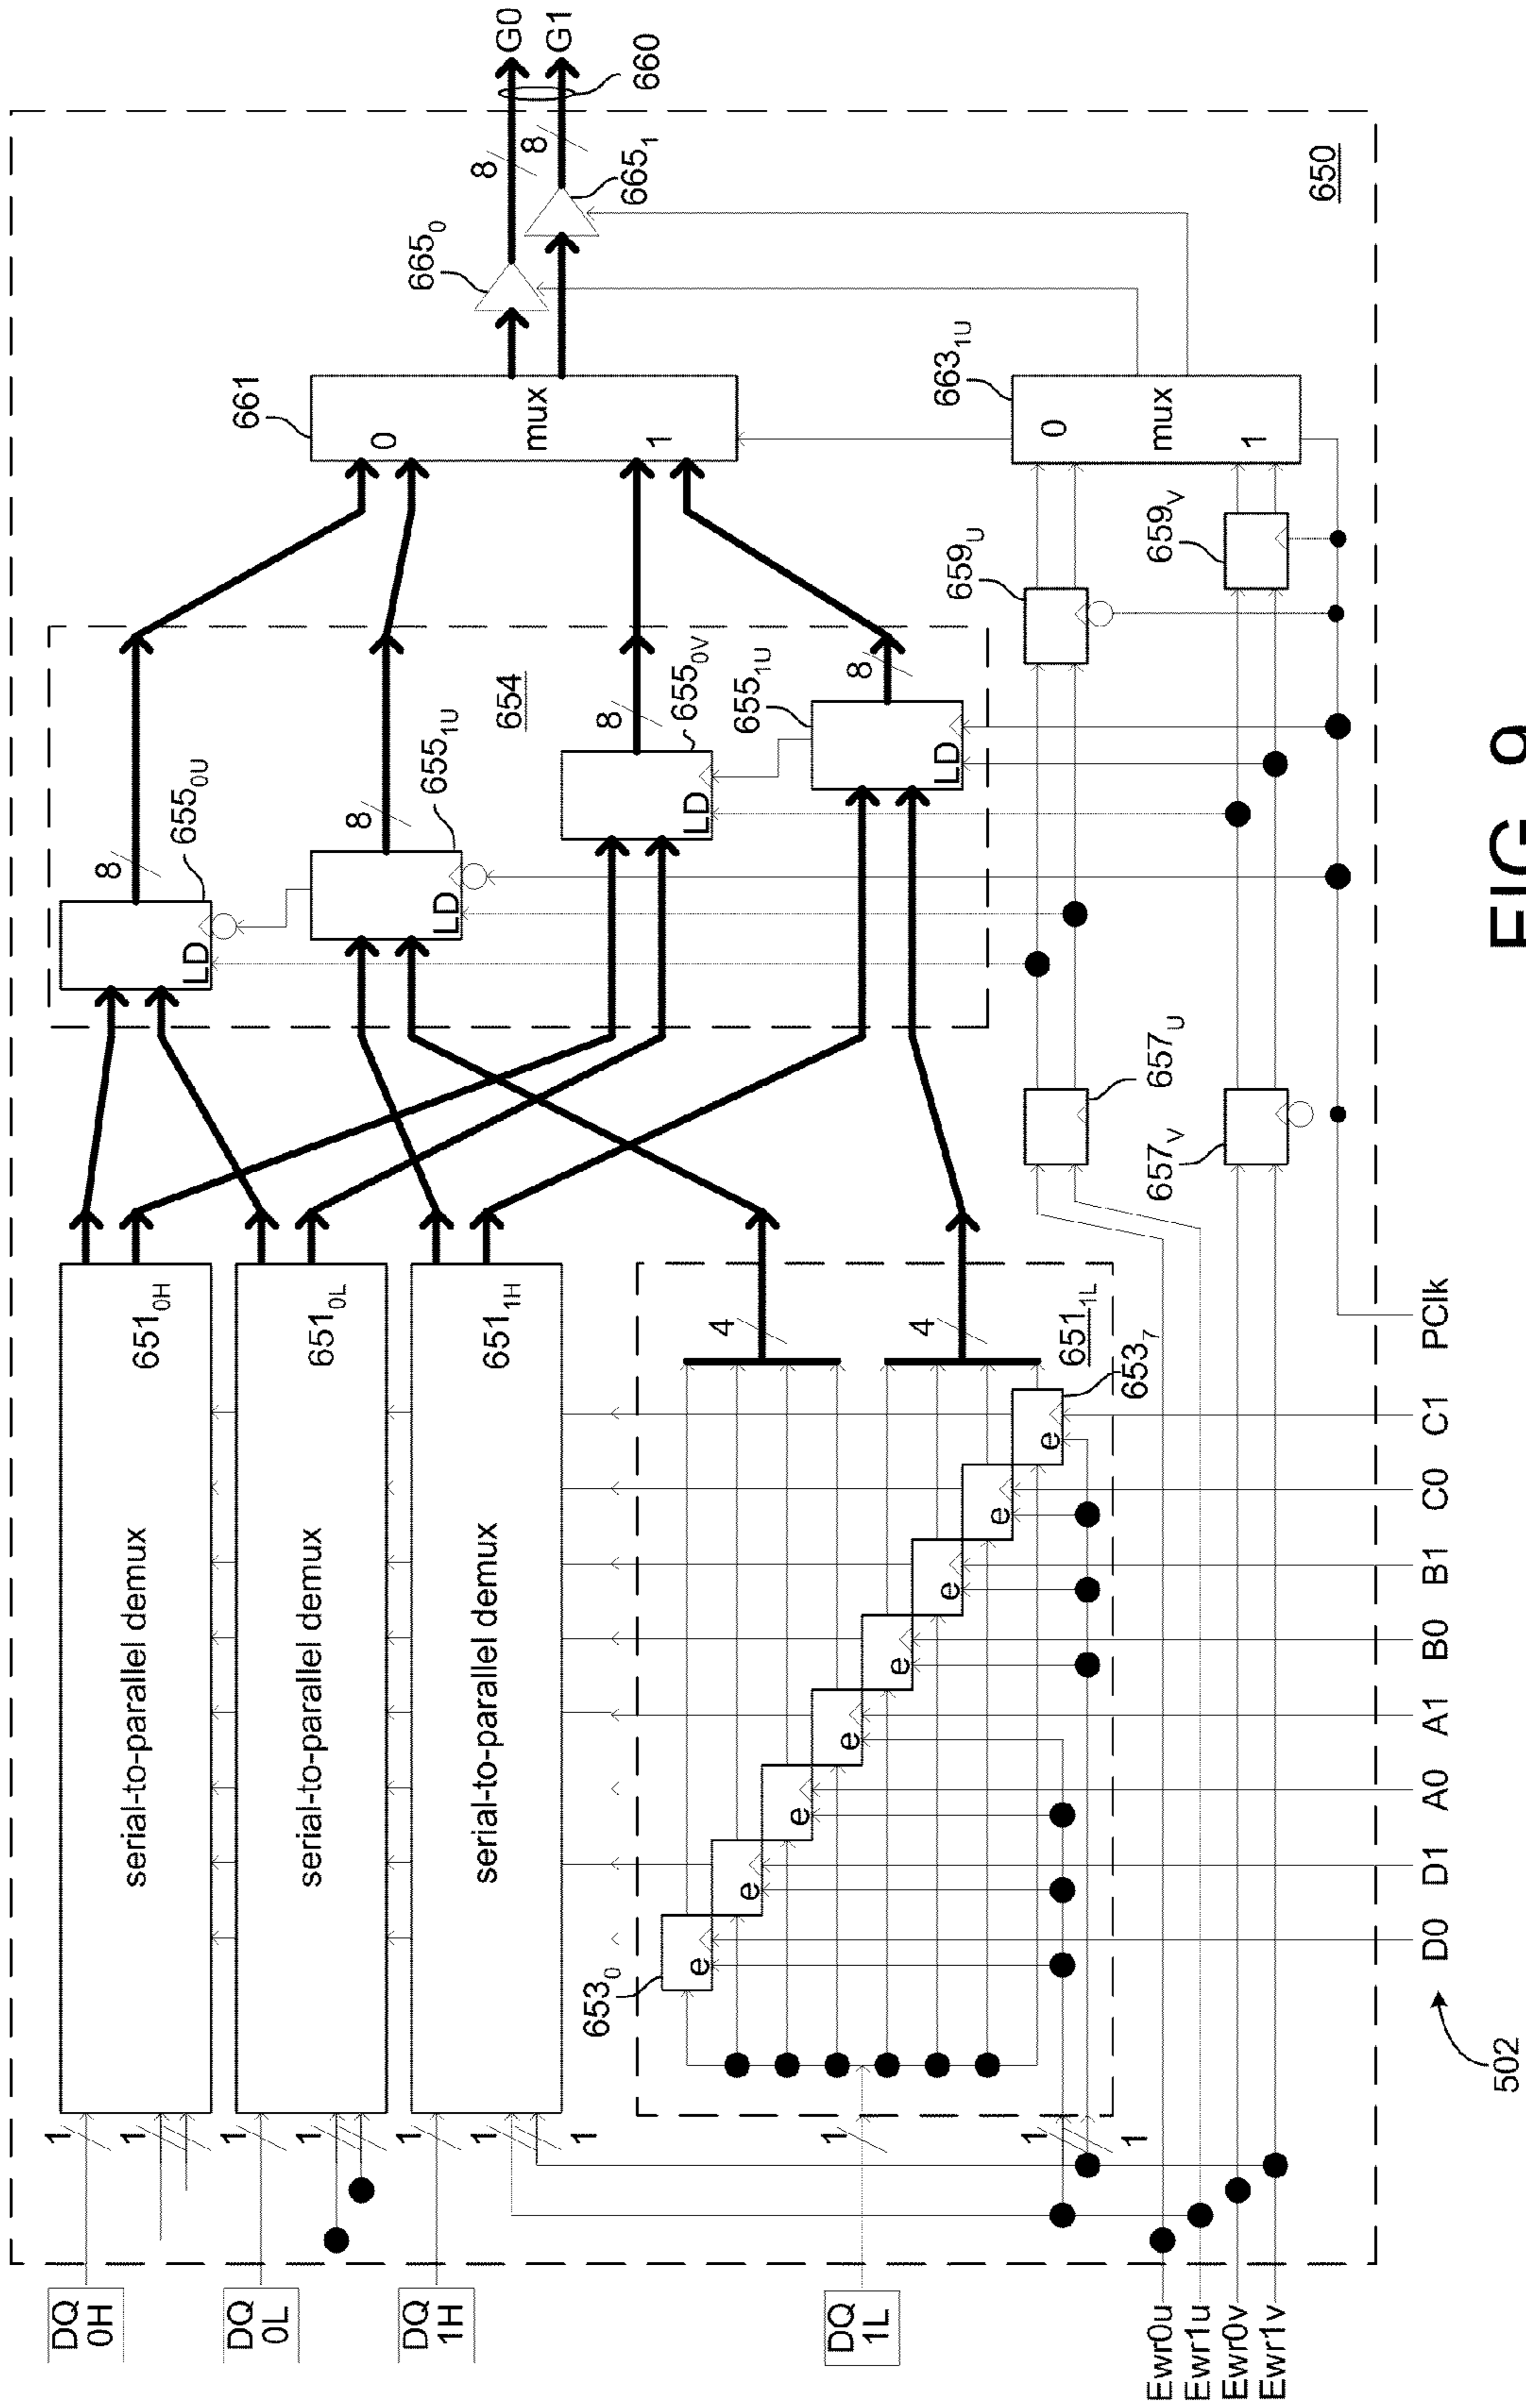 G0
G1
660
8
8
665₀
665₁
650
661
0
mux
1
663₁U
0
mux
1
659V
659U
654
8
655₀U
8
655₁U
8
655₀V
8
655₁U
LD
LD
LD
LD
657U
657V
651₀H
serial-to-parallel demux
651₀L
serial-to-parallel demux
651₁H
serial-to-parallel demux
4
4
651₁L
653₇
653₀
e
e
e
e
e
e
e
e
1
1
1
1
1
1
1
1
1
DQ
0H
DQ
0L
DQ
1H
DQ
1L
Ewr0u
Ewr1u
Ewr0v
Ewr1v
D0
D1
A0
A1
B0
B1
C0
C1
PClk
502
FIG. 9